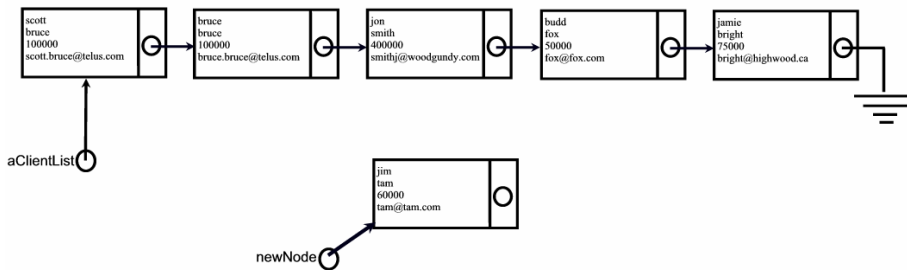 scott
bruce
100000
scott.bruce@telus.com
bruce
bruce
100000
bruce.bruce@telus.com
jon
smith
400000
smithj@woodgundy.com
budd
fox
50000
fox@fox.com
jamie
bright
75000
bright@highwood.ca
aClientList
jim
tam
60000
tam@tam.com
newNode